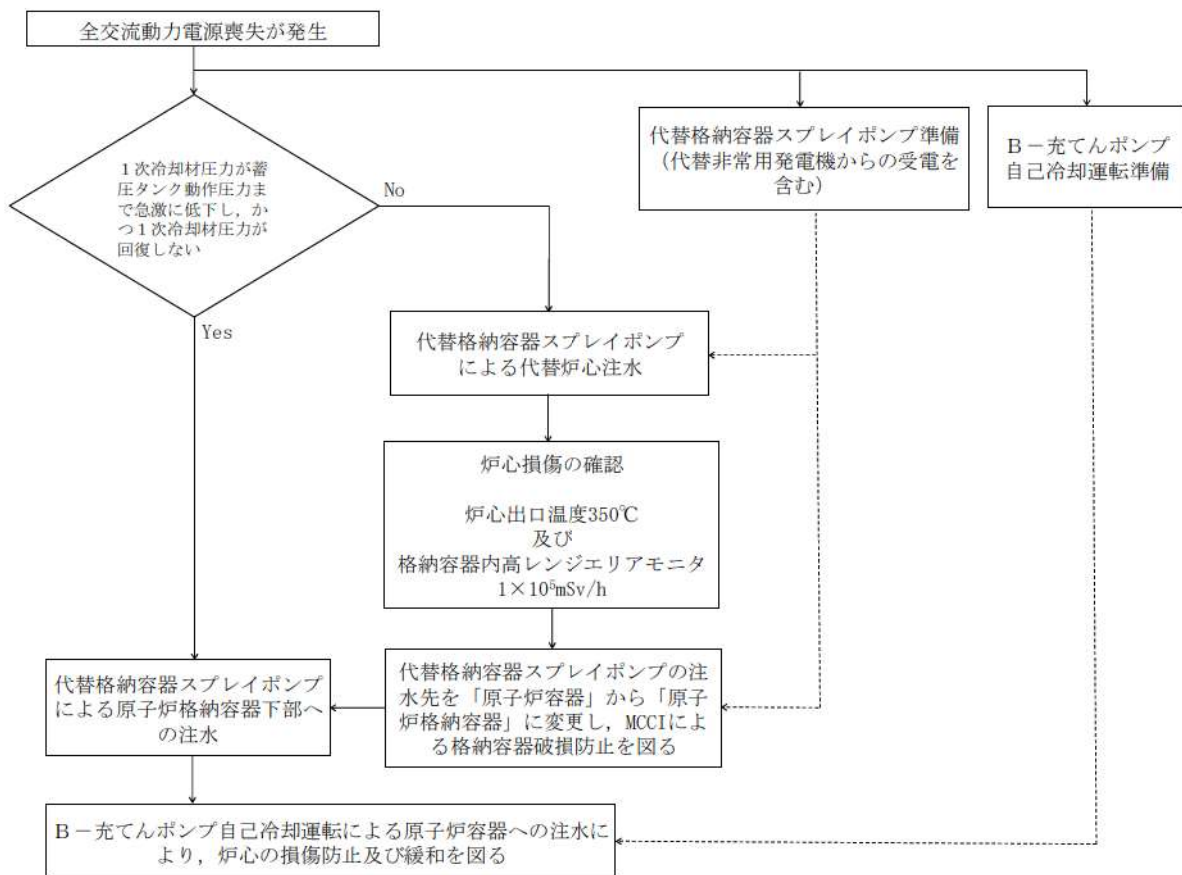 全交流動力電源喪失が発生
代替格納容器スプレイポンプ準備
(代替非常用発電機からの受電を
含む)
B-充てんポンプ
自己冷却運転準備
1次冷却材圧力が蓄
圧タンク動作圧力ま
で急激に低下し,か
つ1次冷却材圧力が
回復しない
No
Yes
代替格納容器スプレイポンプ
による代替炉心注水
炉心損傷の確認
炉心出口温度350℃
及び
格納容器内高レンジエリアモニタ
1×10⁵mSv/h
代替格納容器スプレイポンプ
による原子炉格納容器下部へ
の注水
代替格納容器スプレイポンプの注
水先を「原子炉容器」から「原子
炉格納容器」に変更し,MCCIによ
る格納容器破損防止を図る
B-充てんポンプ自己冷却運転による原子炉容器への注水に
より,炉心の損傷防止及び緩和を図る